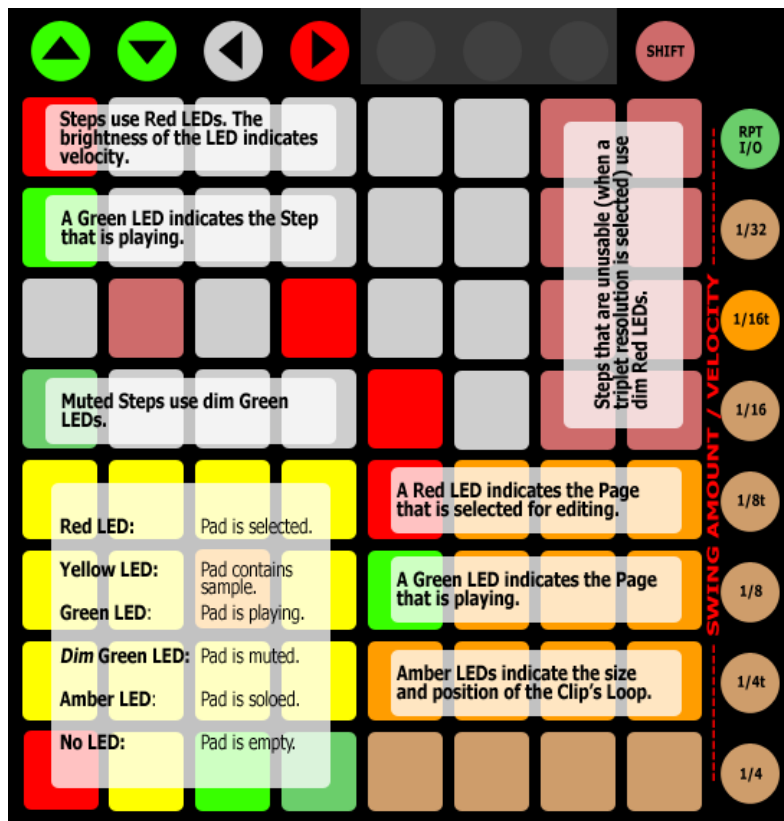 SHIFT
Steps use Red LEDs. The
brightness of the LED indicates
velocity.
RPT
I/O
A Green LED indicates the Step
that is playing.
1/32
Steps that are unusable (when a
triplet resolution is selected) use
dim Red LEDs.
1/16t
Muted Steps use dim Green
LEDs.
1/16
SWING AMOUNT / VELOCITY
A Red LED indicates the Page
that is selected for editing.
1/8t
Red LED: Pad is selected.
Yellow LED: Pad contains
sample.
Green LED: Pad is playing.
A Green LED indicates the Page
that is playing.
1/8
Dim Green LED: Pad is muted.
Amber LED: Pad is soloed.
Amber LEDs indicate the size
and position of the Clip's Loop.
1/4t
No LED: Pad is empty.
1/4